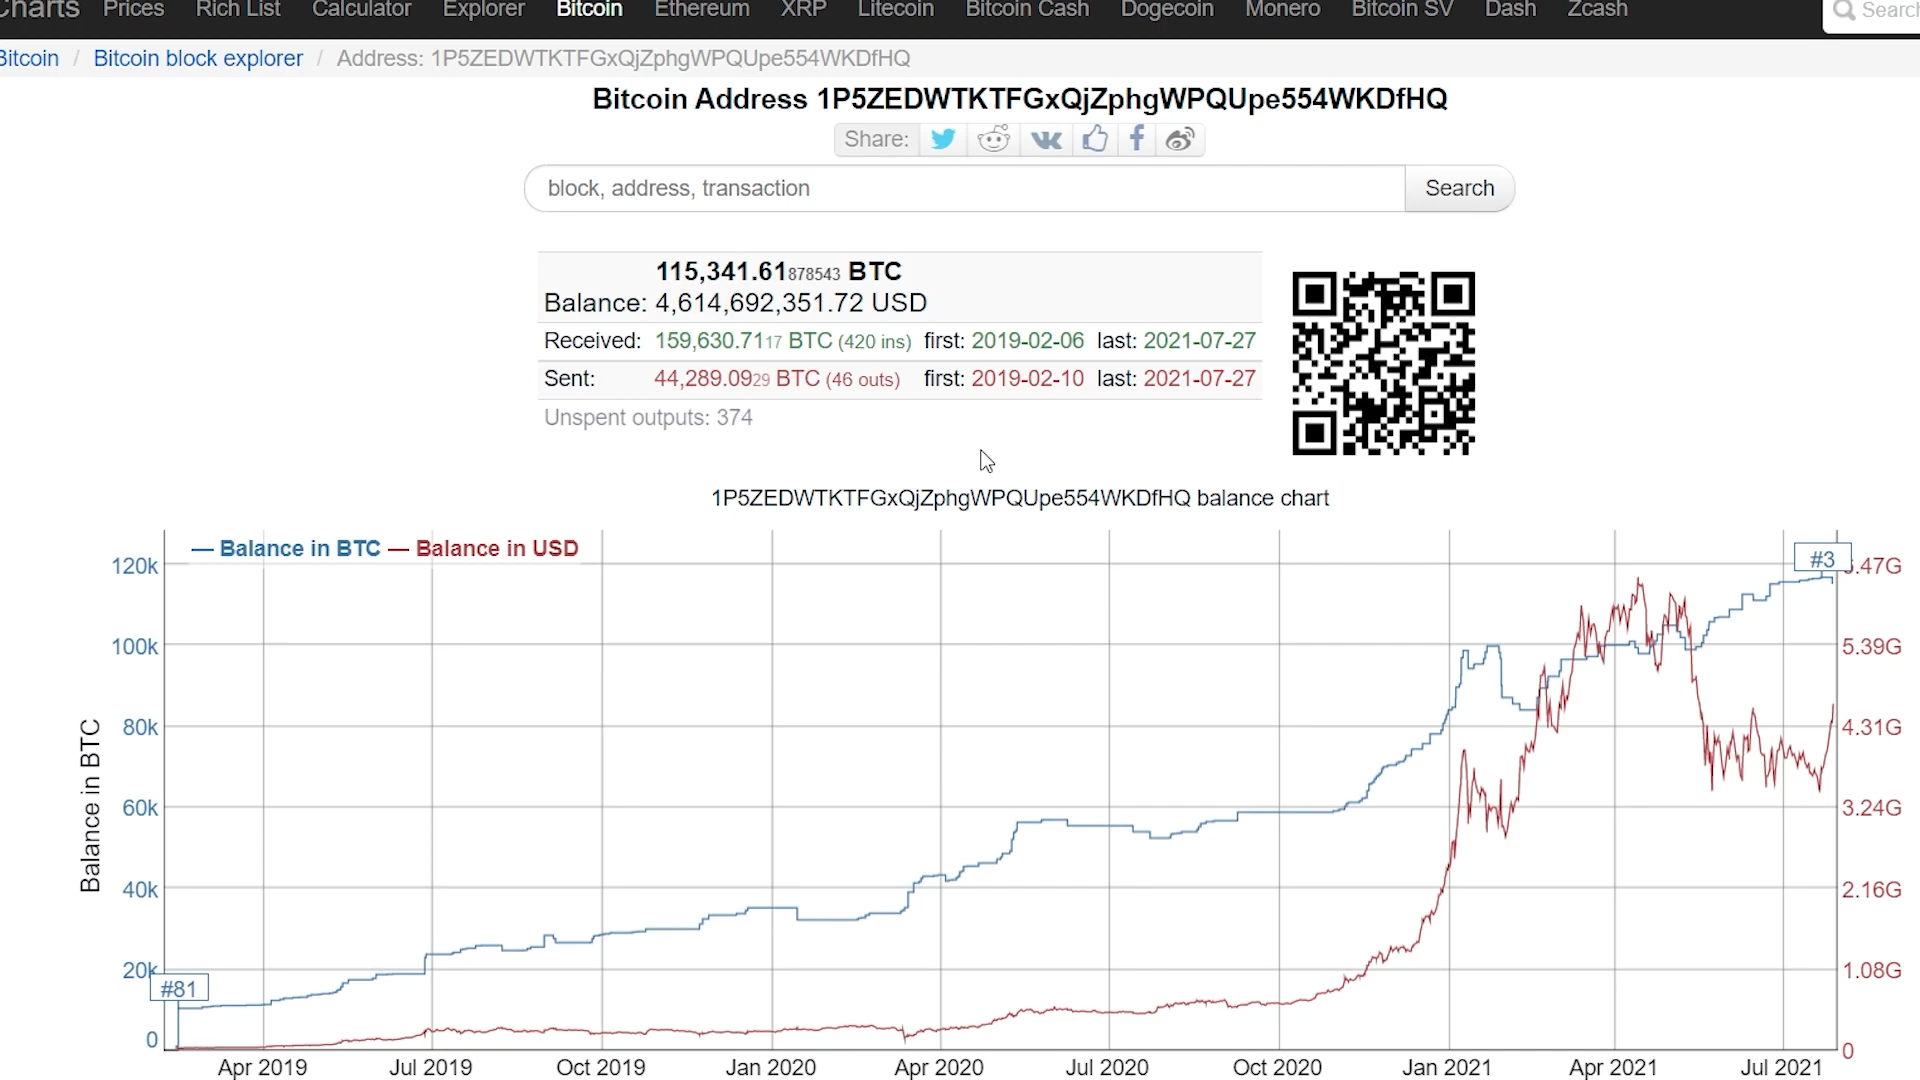 Charts Prices Rich List Calculator Explorer Bitcoin Ethereum XRP Litecoin Bitcoin Cash Dogecoin Monero Bitcoin SV Dash Zcash Search
Bitcoin / Bitcoin block explorer / Address: 1P5ZEDWTKTFGxQjZphgWPQUpe554WKDfHQ
Bitcoin Address 1P5ZEDWTKTFGxQjZphgWPQUpe554WKDfHQ
Share:
block, address, transaction Search
115,341.61878543 BTC
Balance: 4,614,692,351.72 USD
Received: 159,630.7117 BTC (420 ins) first: 2019-02-06 last: 2021-07-27
Sent: 44,289.0929 BTC (46 outs) first: 2019-02-10 last: 2021-07-27
Unspent outputs: 374
1P5ZEDWTKTFGxQjZphgWPQUpe554WKDfHQ balance chart
— Balance in BTC — Balance in USD
#3
120k
.47G
100k
5.39G
80k
4.31G
Balance in BTC
60k
3.24G
40k
2.16G
20k
1.08G
#81
0
0
Apr 2019 Jul 2019 Oct 2019 Jan 2020 Apr 2020 Jul 2020 Oct 2020 Jan 2021 Apr 2021 Jul 2021